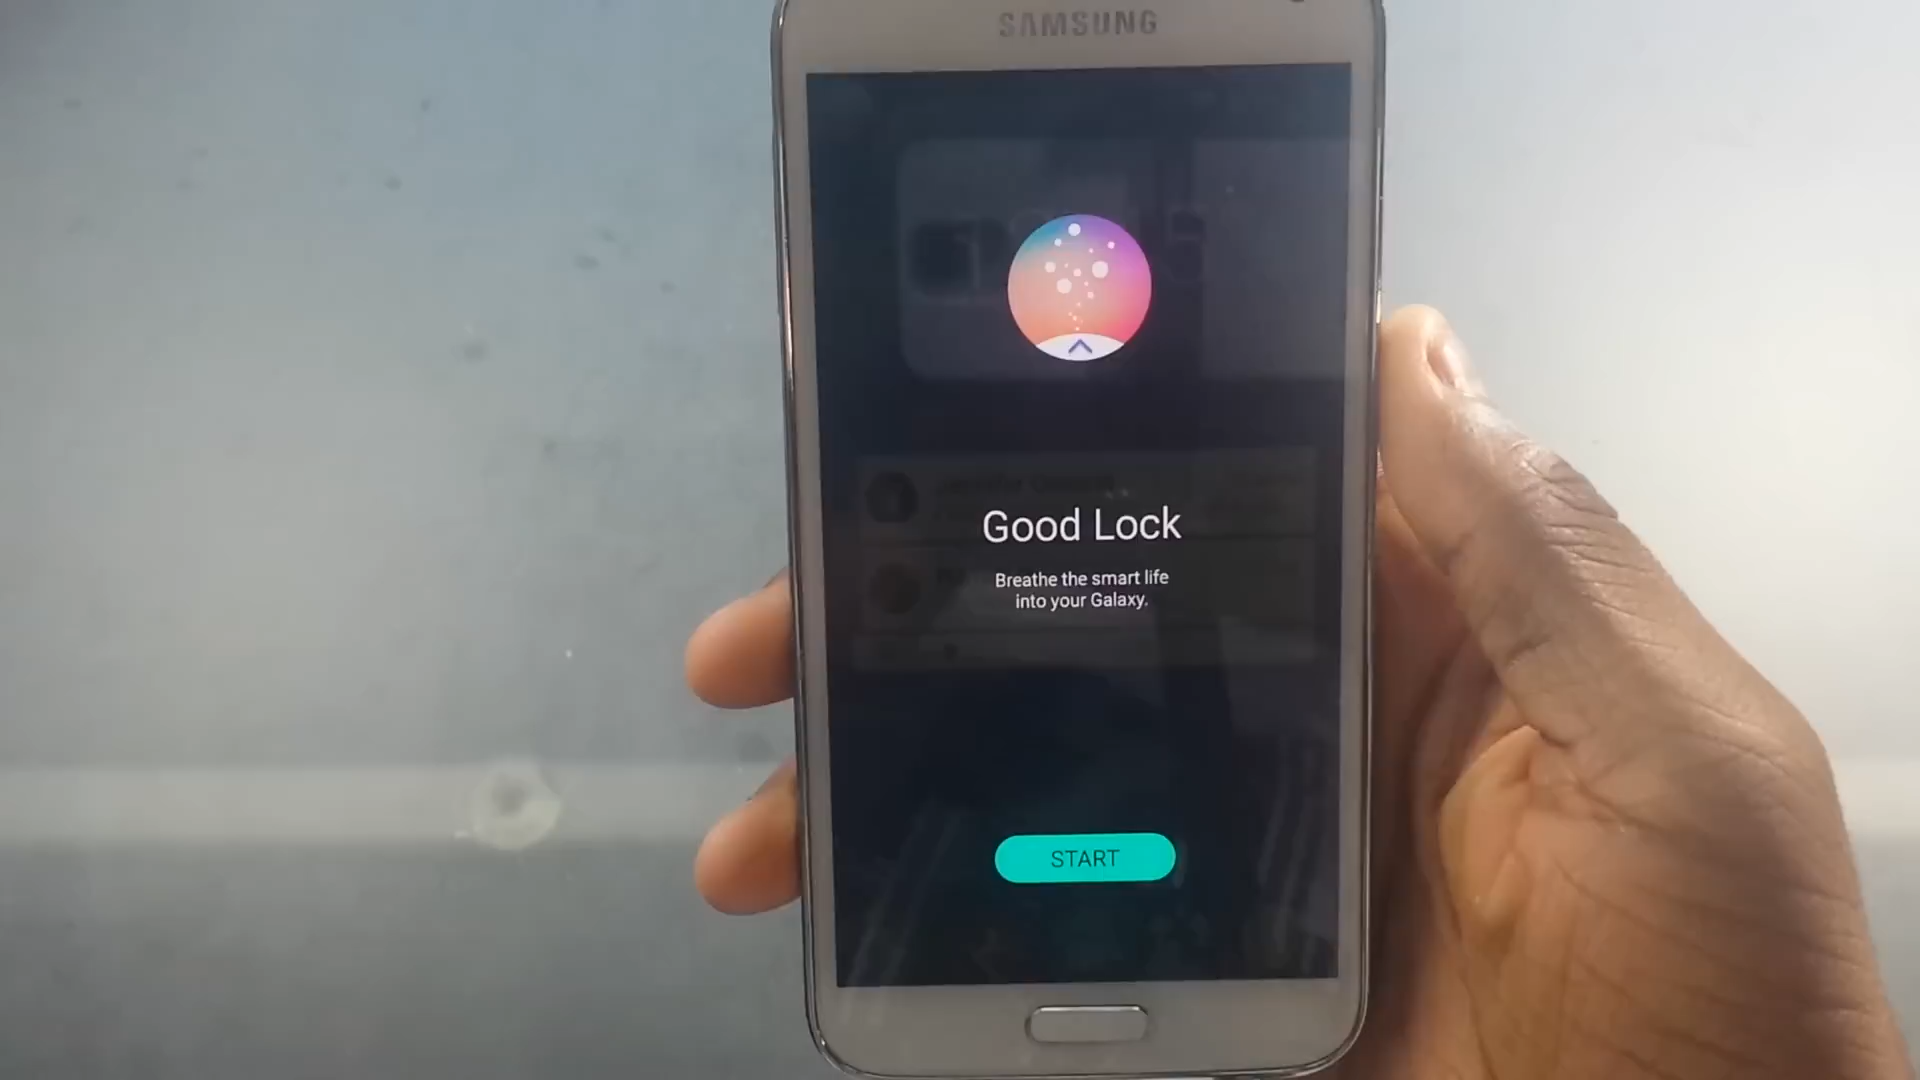 SAMSUNG
Good Lock
Breathe the smart life
into your Galaxy.
START